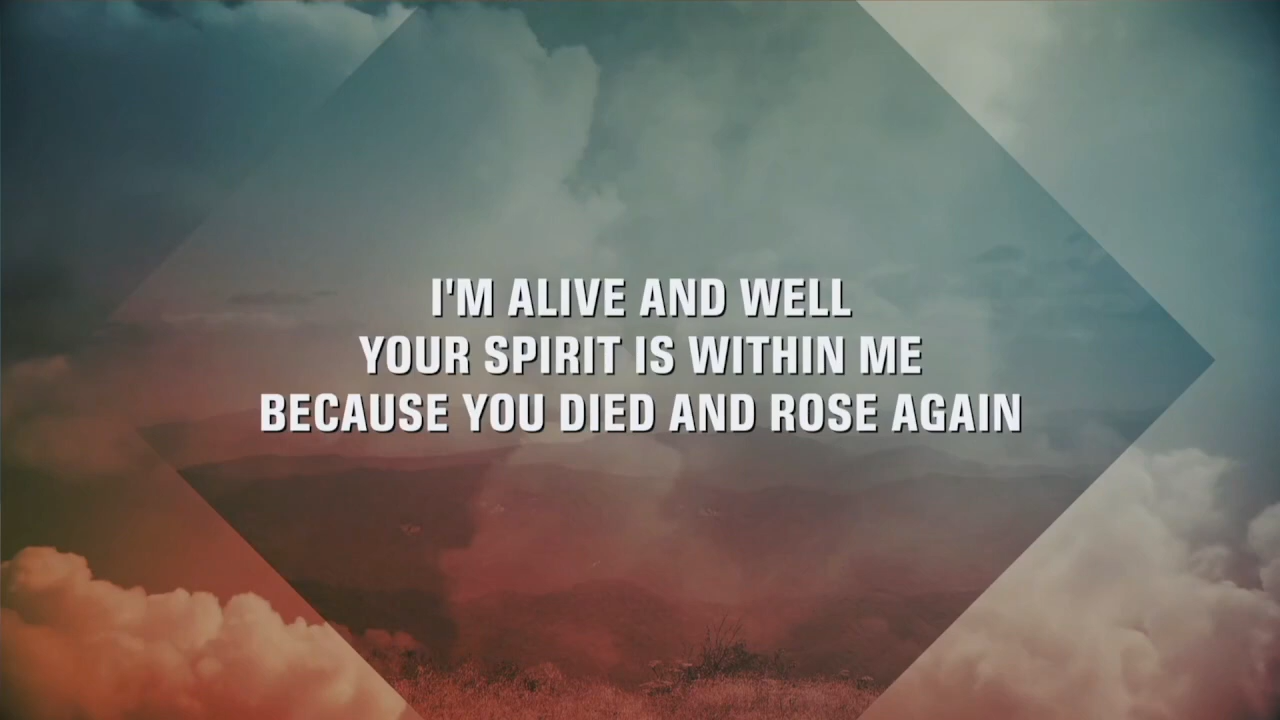 I'M ALIVE AND WELL
YOUR SPIRIT IS WITHIN ME
BECAUSE YOU DIED AND ROSE AGAIN